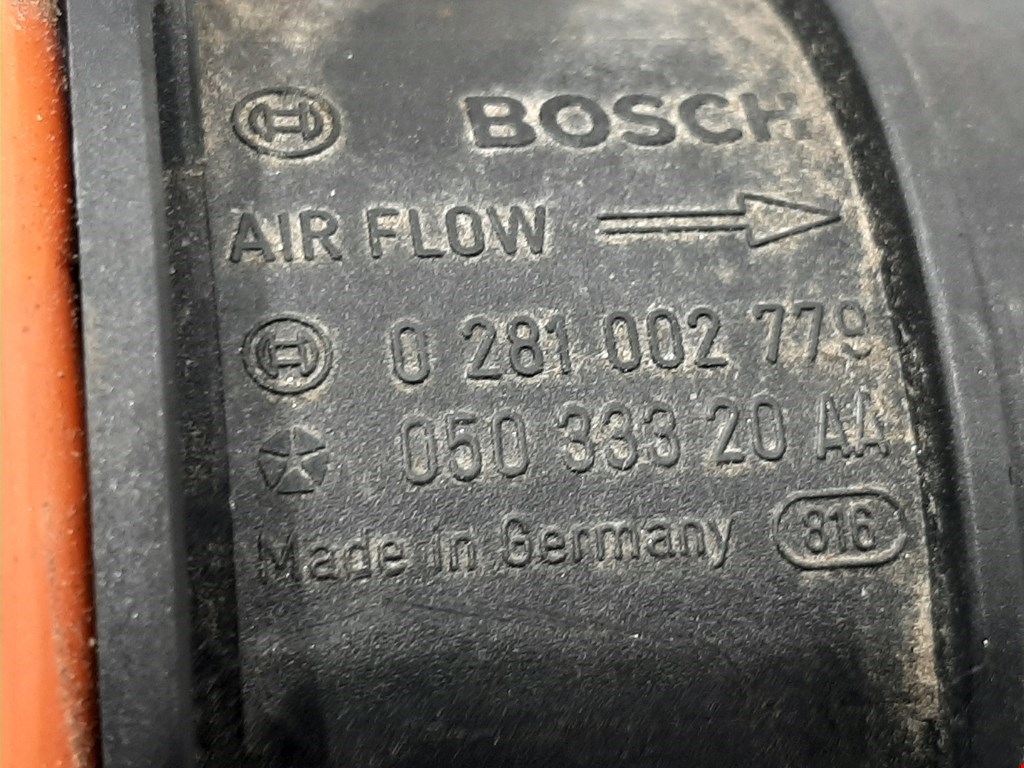 BOSCH
AIR FLOW
0 281 002 779
050 333 20 AA
Made in Germany 816